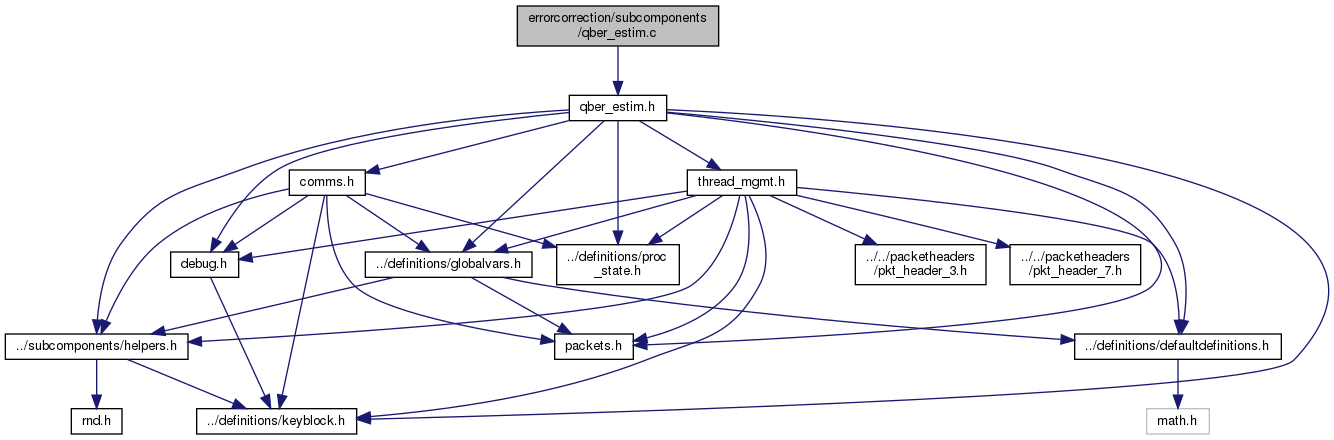 errorcorrection/subcomponents
/qber_estim.c
qber_estim.h
comms.h
thread_mgmt.h
debug.h
../definitions/globalvars.h
../definitions/proc
_state.h
../../packetheaders
/pkt_header_3.h
../../packetheaders
/pkt_header_7.h
../subcomponents/helpers.h
packets.h
../definitions/defaultdefinitions.h
rnd.h
../definitions/keyblock.h
math.h